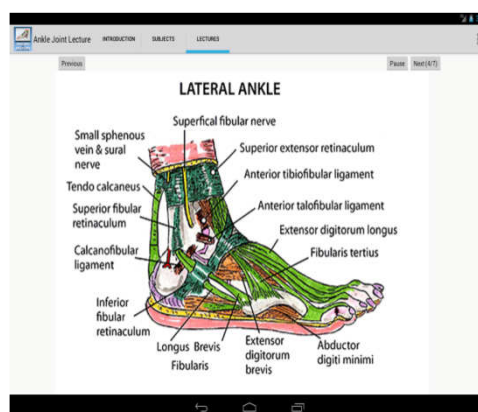 Ankle Joint Lecture
INTRODUCTION
SUBJECTS
LECTURES
Previous
Pause
Next (4/7)
LATERAL ANKLE
Superfical fibular nerve
Small sphenous
vein & sural
nerve
Superior extensor retinaculum
Tendo calcaneus
Anterior tibiofibular ligament
Superior fibular
retinaculum
Anterior talofibular ligament
Extensor digitorum longus
Calcanofibular
ligament
Fibularis tertius
Inferior
fibular
retinaculum
Longus Brevis
Fibularis
Extensor
digitorum
brevis
Abductor
digiti minimi